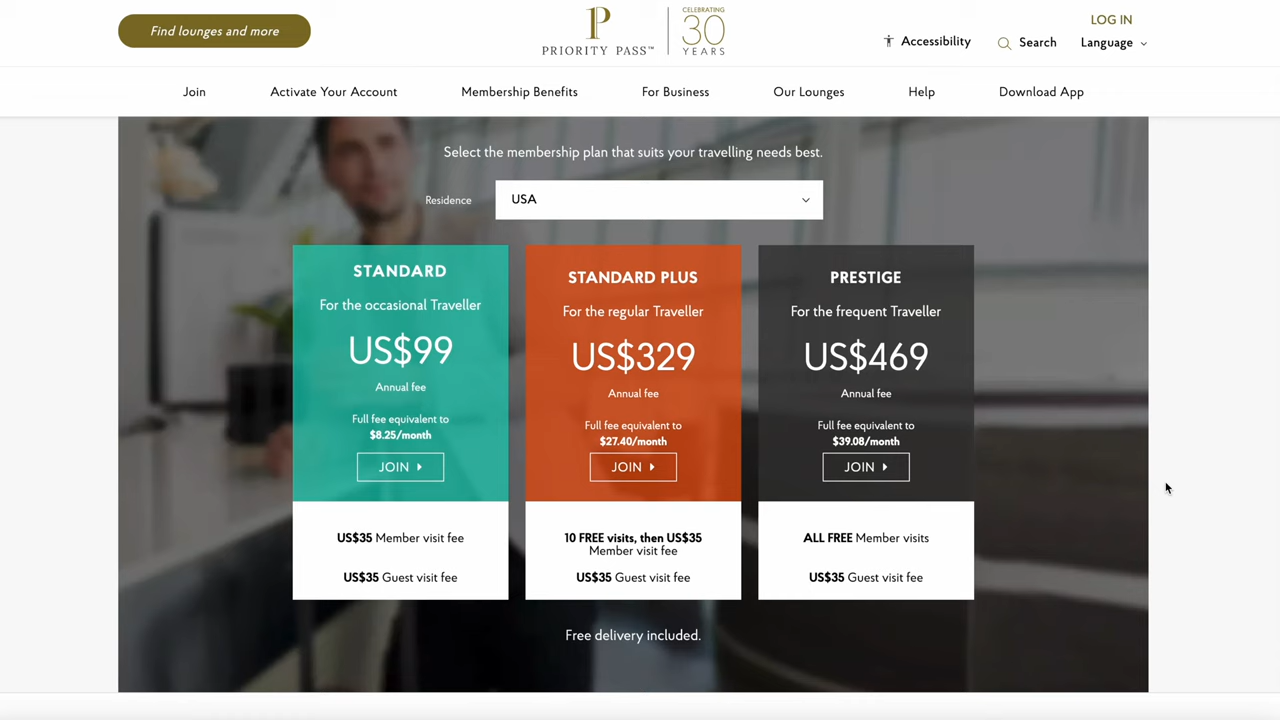 Find lounges and more
PRIORITY PASS™
CELEBRATING
30
YEARS
LOG IN
Accessibility
Search
Language
Join
Activate Your Account
Membership Benefits
For Business
Our Lounges
Help
Download App
Select the membership plan that suits your travelling needs best.
Residence
USA
STANDARD
For the occasional Traveller
US$99
Annual fee
Full fee equivalent to
$8.25/month
JOIN
US$35 Member visit fee
US$35 Guest visit fee
STANDARD PLUS
For the regular Traveller
US$329
Annual fee
Full fee equivalent to
$27.40/month
JOIN
10 FREE visits, then US$35
Member visit fee
US$35 Guest visit fee
PRESTIGE
For the frequent Traveller
US$469
Annual fee
Full fee equivalent to
$39.08/month
JOIN
ALL FREE Member visits
US$35 Guest visit fee
Free delivery included.